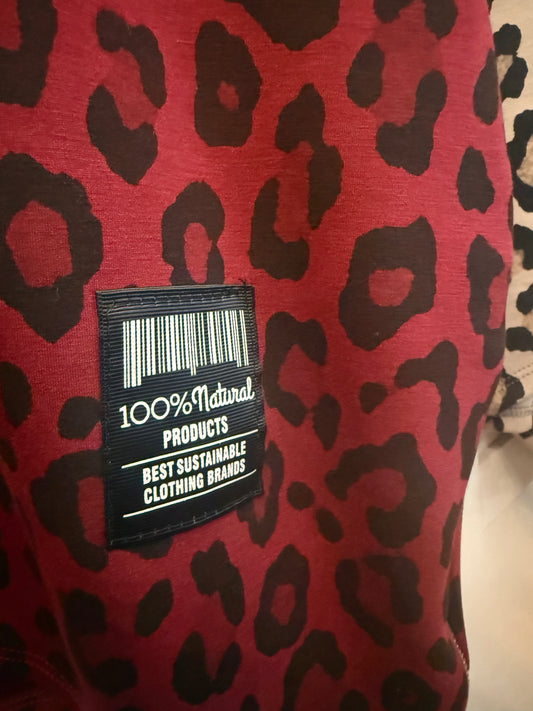 100% Natural
PRODUCTS
BEST SUSTAINABLE
CLOTHING BRANDS